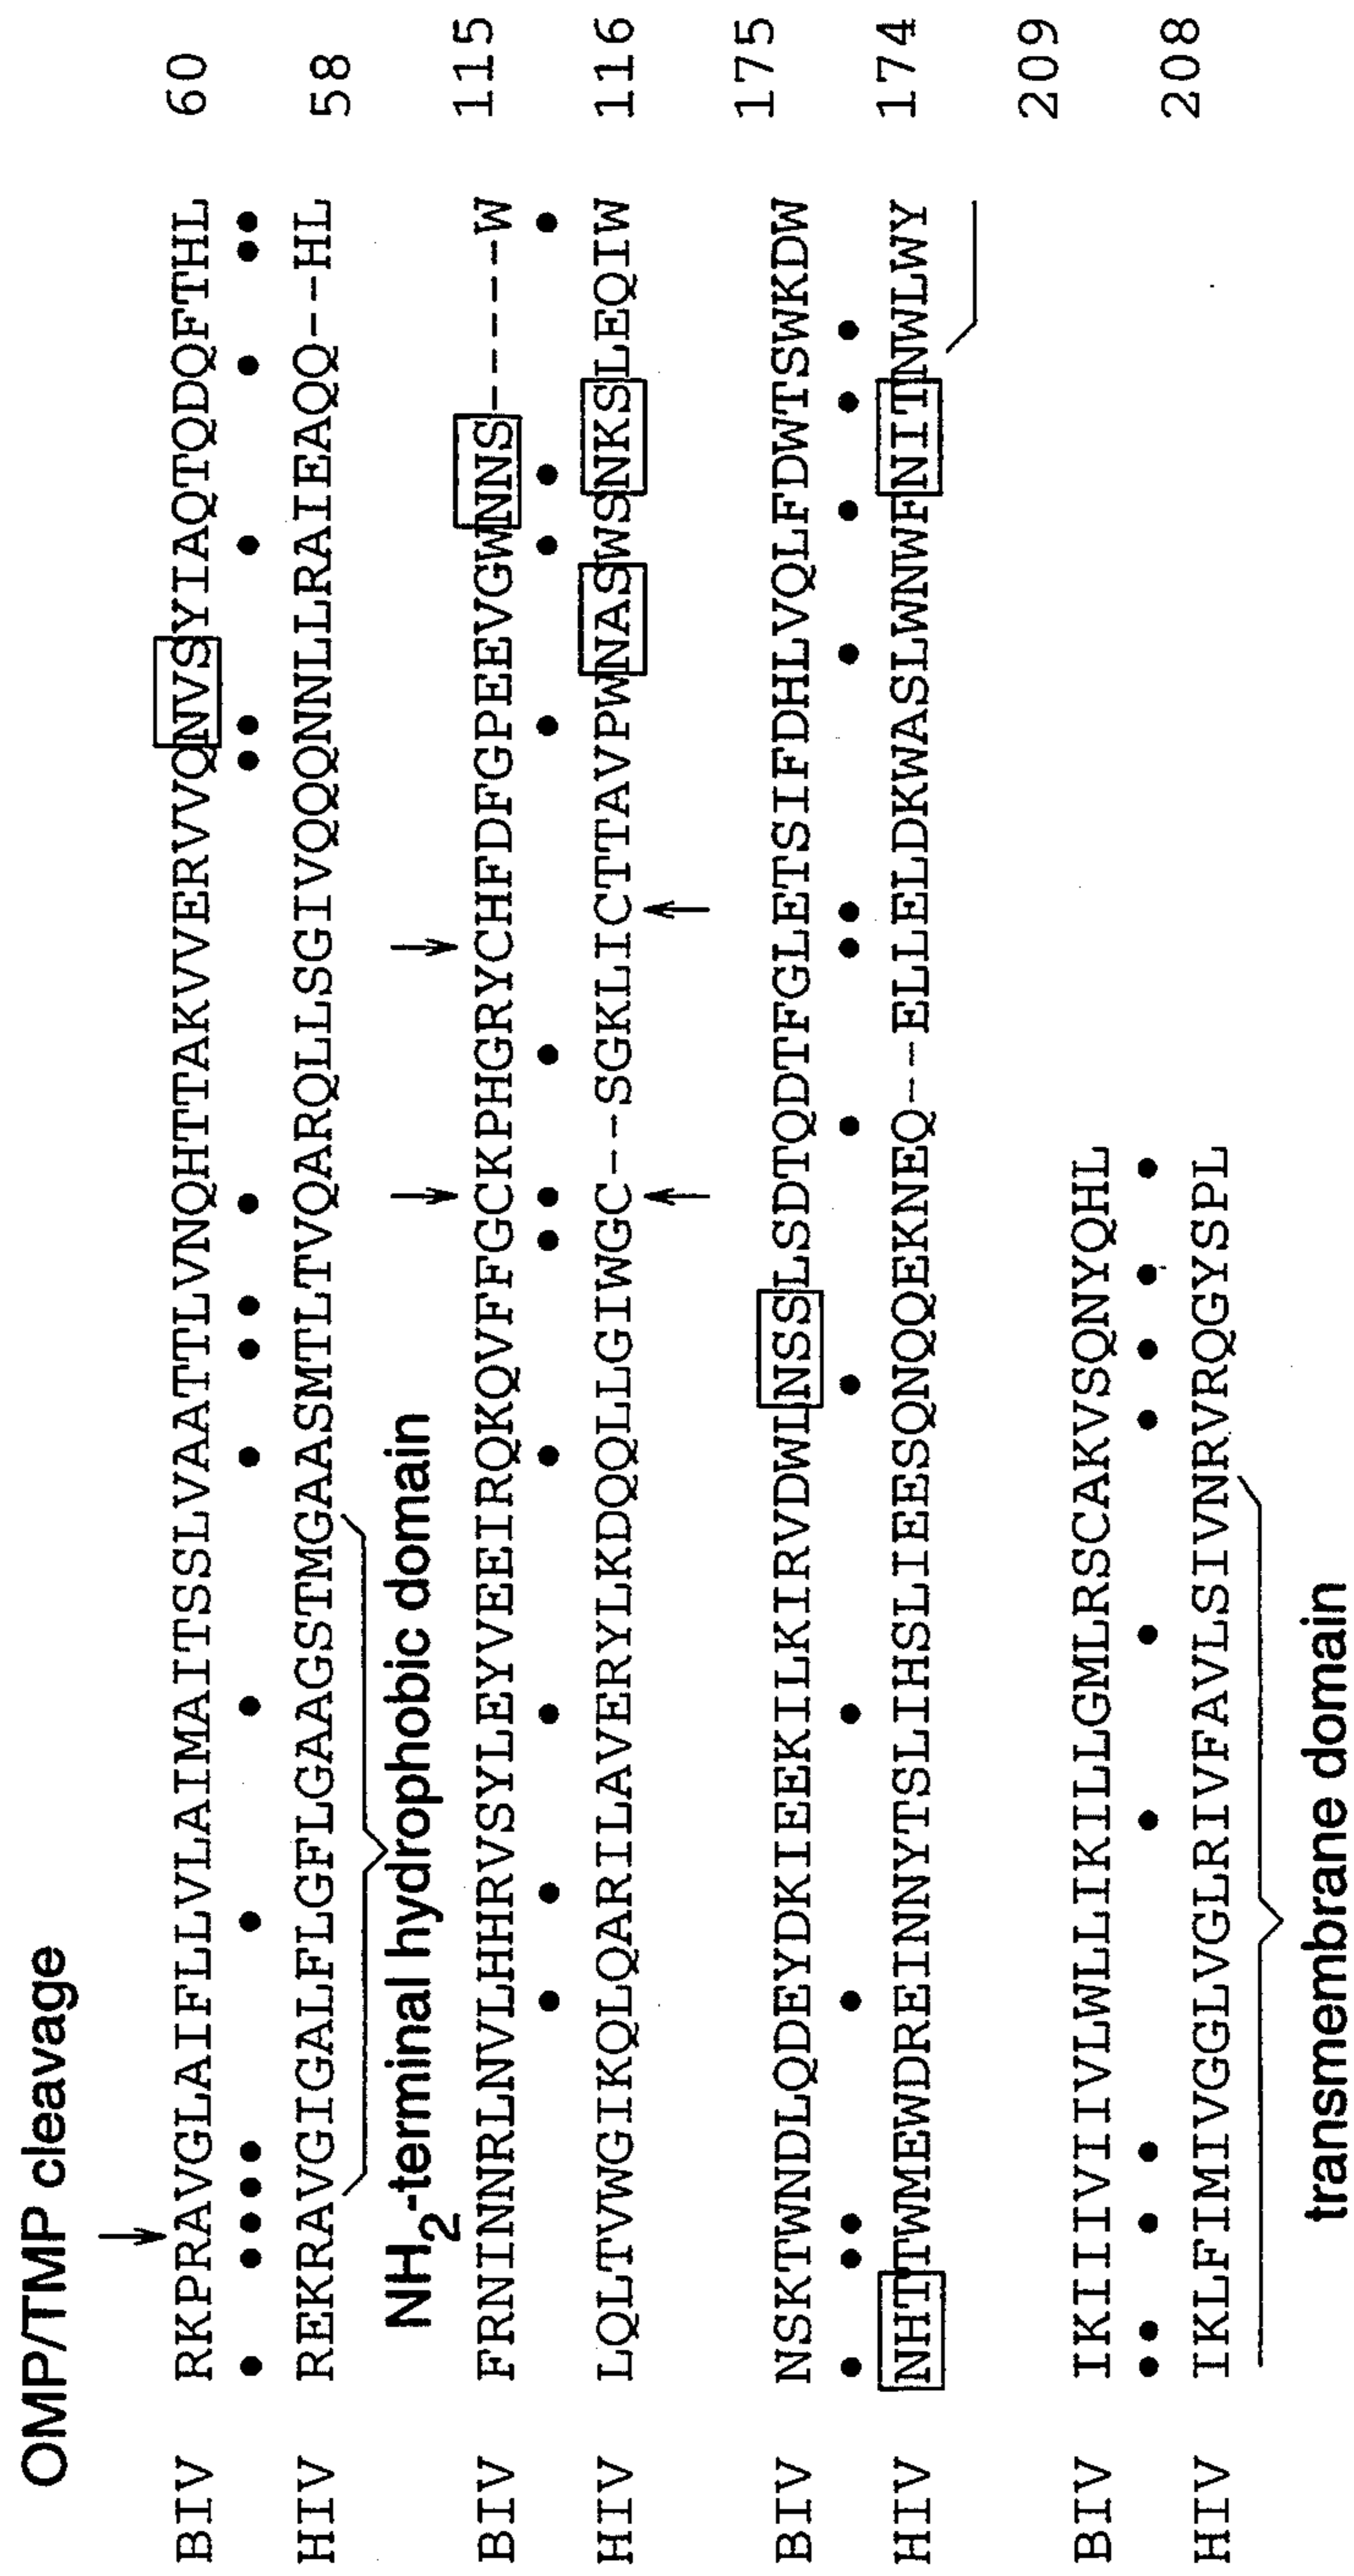 OMP/TMP cleavage
BIV RKPRAVGLAIFLLVLAIMAITSSLVAATTLVNQHTTAKVVERVVQNVSYIAQTQDQFTHL 60
HIV REKRAVGIGALFLGFLGAAGSTMGAASMTLTVQARQLLSGIVQQQNNLLRAIEAQQ--HL 58
NH2-terminal hydrophobic domain
BIV FRNINNRLNVLHHRVSYLEYVEEIRQKQVFFGCKPHGRYCHFDFGPEEVGWNNS-----W 115
HIV LQLTVWGIKQLQARILAVERYLKDQQLLGIWGC--SGKLICTTAVPWNASWSNKSLEQIW 116
BIV NSKTWNDLQDEYDKIEEKILKIRVDWLNSSLSDTQDTFGLETSIFDHLVQLFDWTSWKDW 175
HIV NHTTWMEWDREINNYTSLIHSLIEESQNQQEKNEQ--ELLELDKWASLWNWFNITNWLWY 174
BIV IKIIIVIIVLWLLIKILLGMLRSCAKVSQNYQHL 209
HIV IKLFIMIVGGLVGLRIVFAVLSIVNRVRQGYSPL 208
transmembrane domain